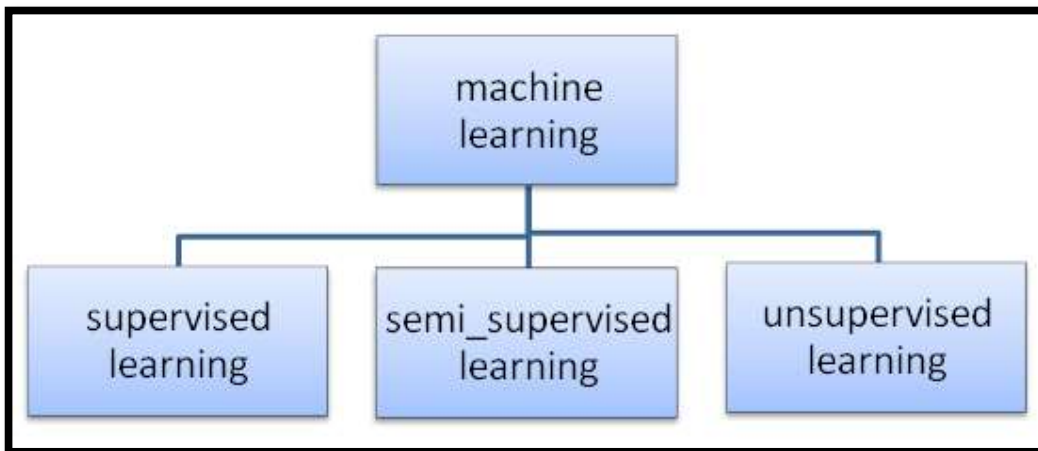 machine
learning
supervised
learning
semi_supervised
learning
unsupervised
learning